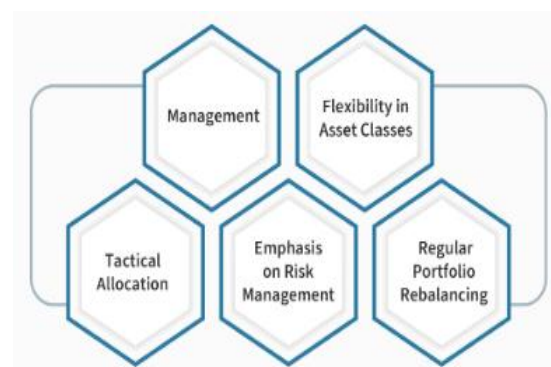 Management
Flexibility in
Asset Classes
Tactical
Allocation
Emphasis
on Risk
Management
Regular
Portfolio
Rebalancing